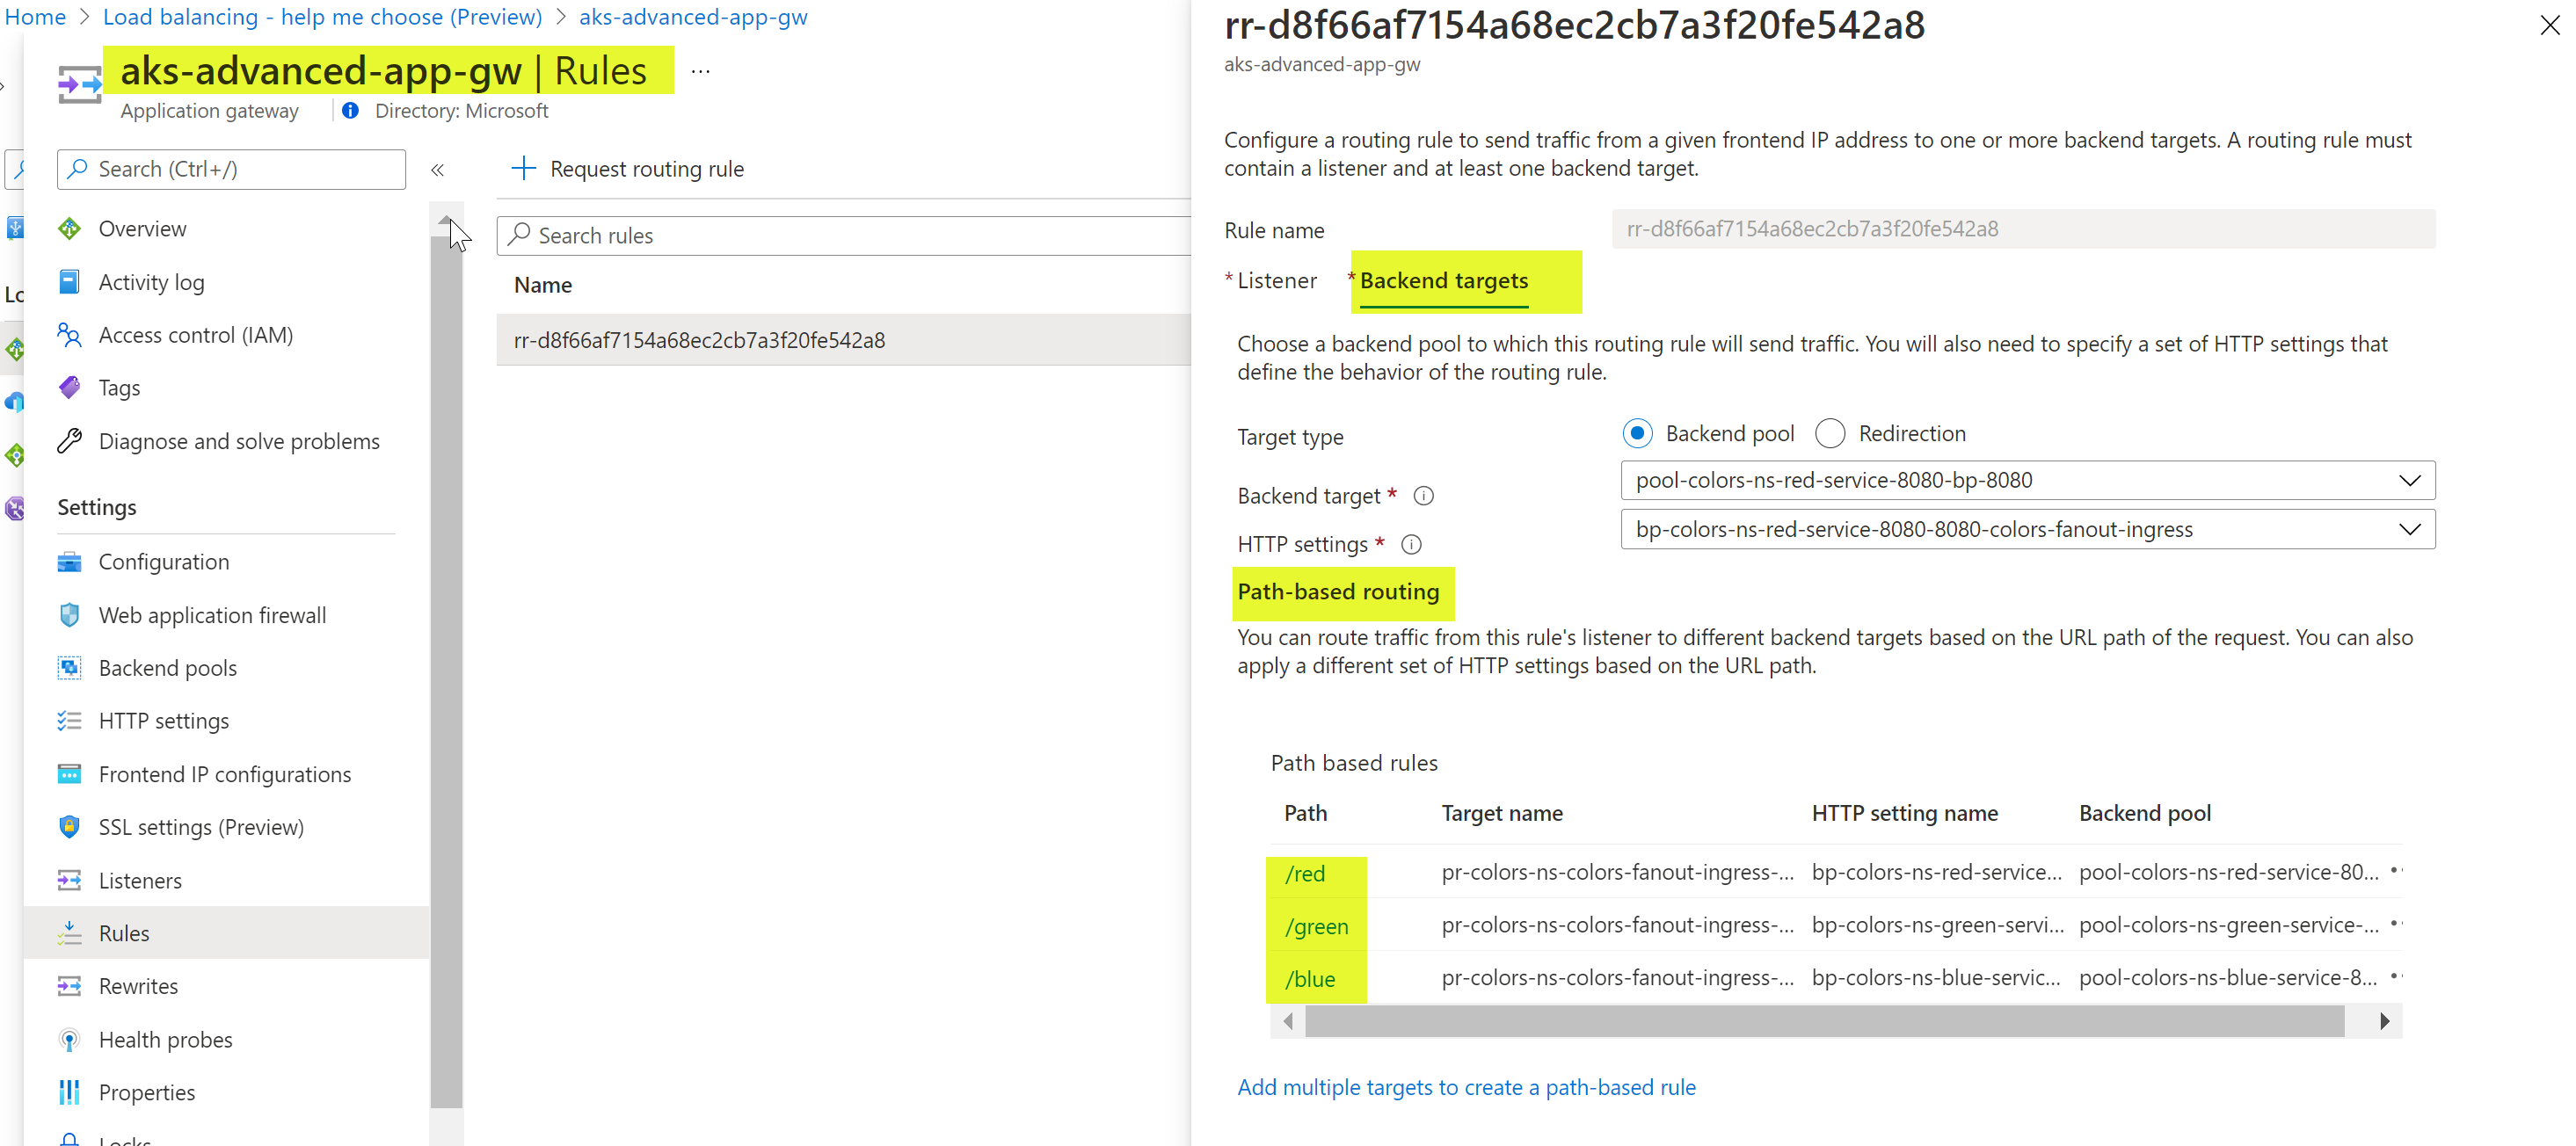 Home > Load balancing - help me choose (Preview) > aks-advanced-app-gw
aks-advanced-app-gw | Rules ...
Application gateway
Directory: Microsoft
Search (Ctrl+/)
«
Overview
Activity log
Access control (IAM)
Tags
Diagnose and solve problems
Settings
Configuration
Web application firewall
Backend pools
HTTP settings
Frontend IP configurations
SSL settings (Preview)
Listeners
Rules
Rewrites
Health probes
Properties
Locks
Request routing rule
Search rules
Name
rr-d8f66af7154a68ec2cb7a3f20fe542a8
rr-d8f66af7154a68ec2cb7a3f20fe542a8
aks-advanced-app-gw
Configure a routing rule to send traffic from a given frontend IP address to one or more backend targets. A routing rule must
contain a listener and at least one backend target.
Rule name
rr-d8f66af7154a68ec2cb7a3f20fe542a8
* Listener * Backend targets
Choose a backend pool to which this routing rule will send traffic. You will also need to specify a set of HTTP settings that
define the behavior of the routing rule.
Target type
Backend pool
Redirection
Backend target *
pool-colors-ns-red-service-8080-bp-8080
HTTP settings *
bp-colors-ns-red-service-8080-8080-colors-fanout-ingress
Path-based routing
You can route traffic from this rule's listener to different backend targets based on the URL path of the request. You can also
apply a different set of HTTP settings based on the URL path.
Path based rules
Path Target name HTTP setting name Backend pool
/red pr-colors-ns-colors-fanout-ingress-... bp-colors-ns-red-service... pool-colors-ns-red-service-80...
/green pr-colors-ns-colors-fanout-ingress-... bp-colors-ns-green-servi... pool-colors-ns-green-service-...
/blue pr-colors-ns-colors-fanout-ingress-... bp-colors-ns-blue-servic... pool-colors-ns-blue-service-8...
Add multiple targets to create a path-based rule